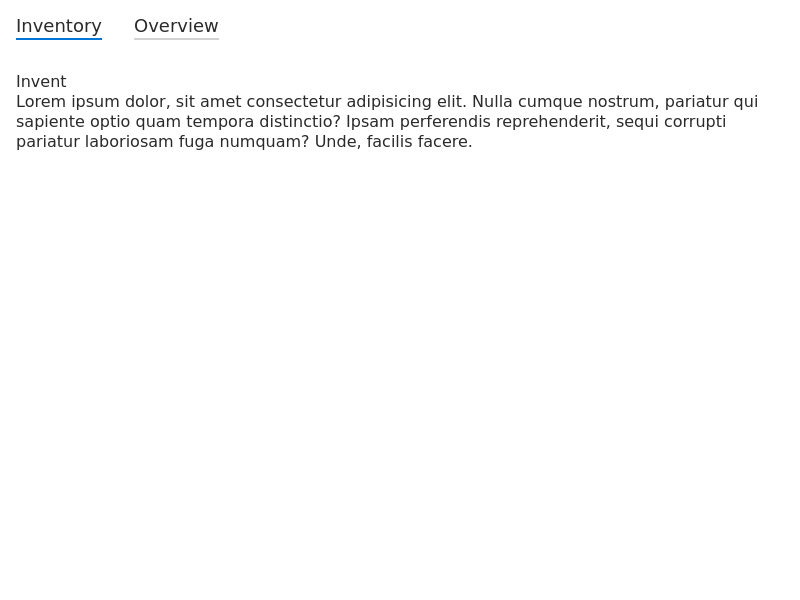 Inventory Overview
Invent
Lorem ipsum dolor, sit amet consectetur adipisicing elit. Nulla cumque nostrum, pariatur qui
sapiente optio quam tempora distinctio? Ipsam perferendis reprehenderit, sequi corrupti
pariatur laboriosam fuga numquam? Unde, facilis facere.